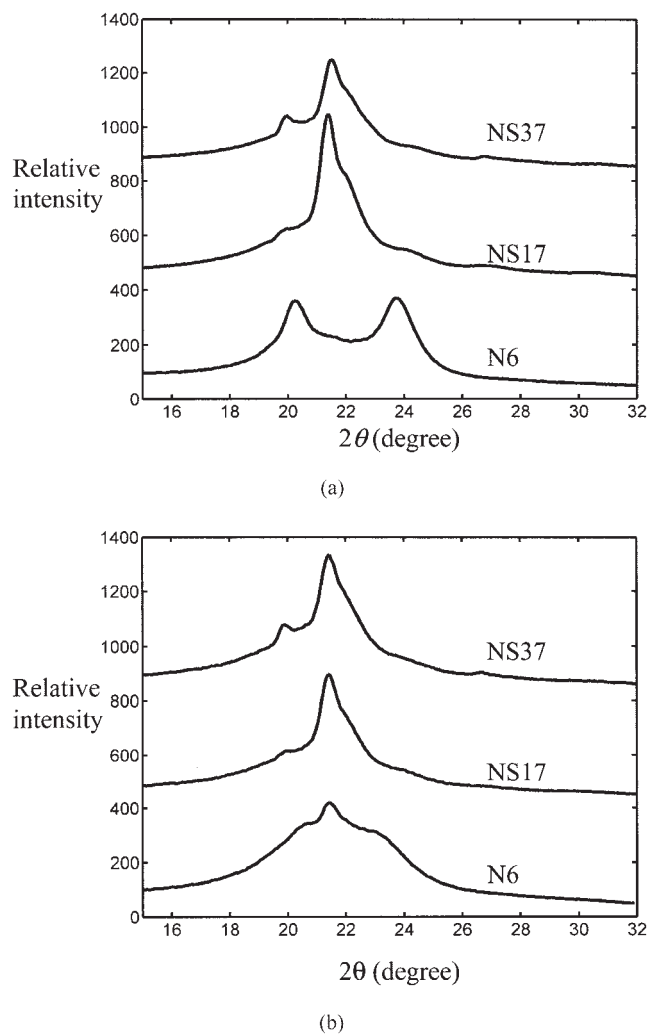 1400
1200
NS37
1000
Relative
intensity
800
NS17
600
400
N6
200
0
16 18 20 22 24 26 28 30 32
2θ (degree)
(a)
1400
1200
NS37
1000
Relative
intensity
800
NS17
600
400
N6
200
0
16 18 20 22 24 26 28 30 32
2θ (degree)
(b)